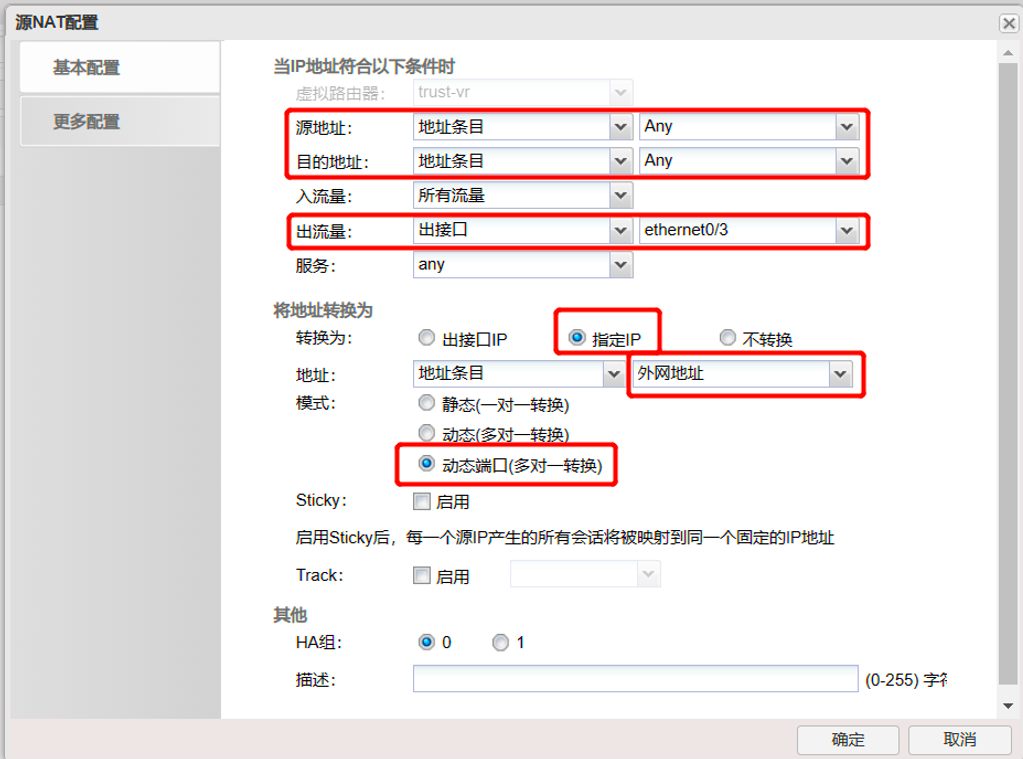 源NAT配置
基本配置
更多配置
当IP地址符合以下条件时
虚拟路由器： trust-vr
源地址： 地址条目 Any
目的地址： 地址条目 Any
入流量： 所有流量
出流量： 出接口 ethernet0/3
服务： any
将地址转换为
转换为： 出接口IP 指定IP 不转换
地址： 地址条目 外网地址
模式： 静态(一对一转换)
动态(多对一转换)
动态端口(多对一转换)
Sticky： 启用
启用Sticky后，每一个源IP产生的所有会话将被映射到同一个固定的IP地址
Track： 启用
其他
HA组： 0 1
描述： (0-255) 字符
确定 取消